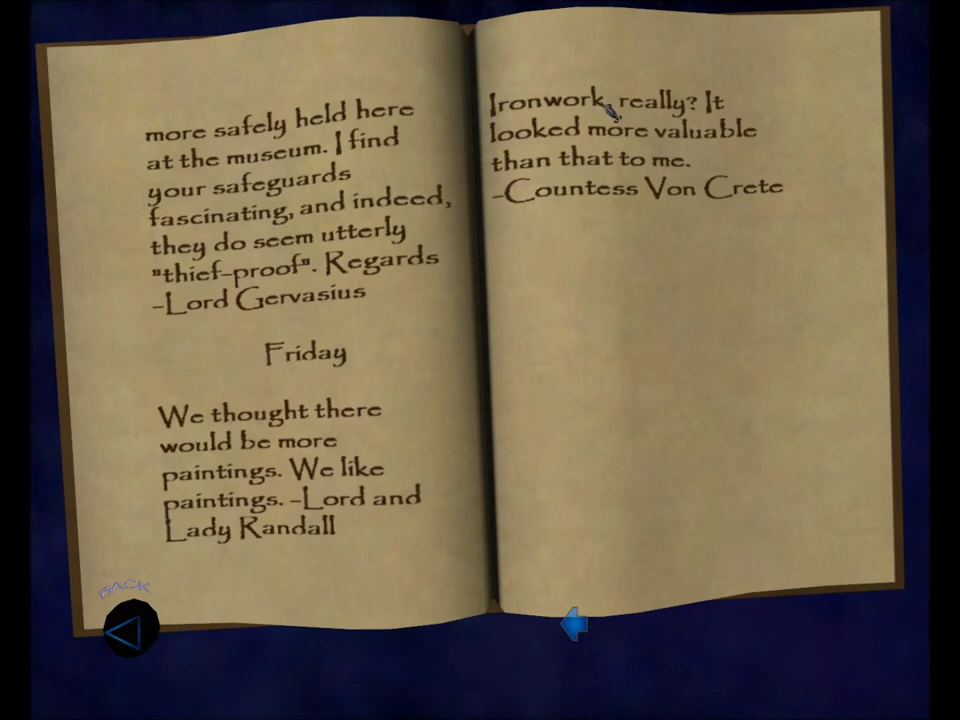 more safely held here
at the museum. I find
your safeguards
fascinating, and indeed,
they do seem utterly
"thief-proof". Regards
-Lord Gervasius
Friday
We thought there
would be more
paintings. We like
paintings. -Lord and
Lady Randall
Ironwork, really? It
looked more valuable
than that to me.
-Countess Von Crete
BACK